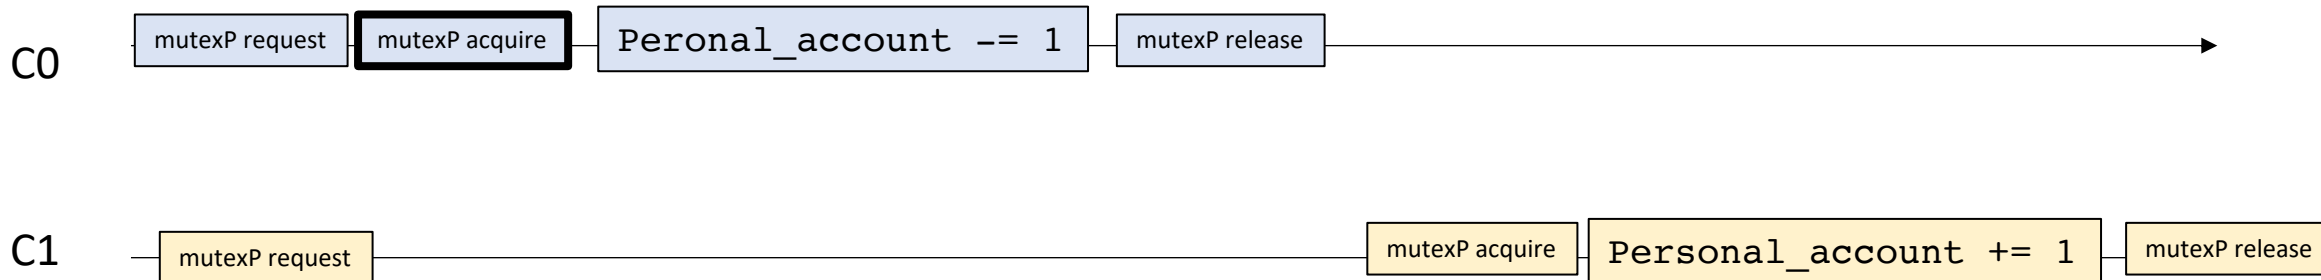 C0 mutexP request mutexP acquire Peronal_account -= 1 mutexP release
C1 mutexP request mutexP acquire Personal_account += 1 mutexP release